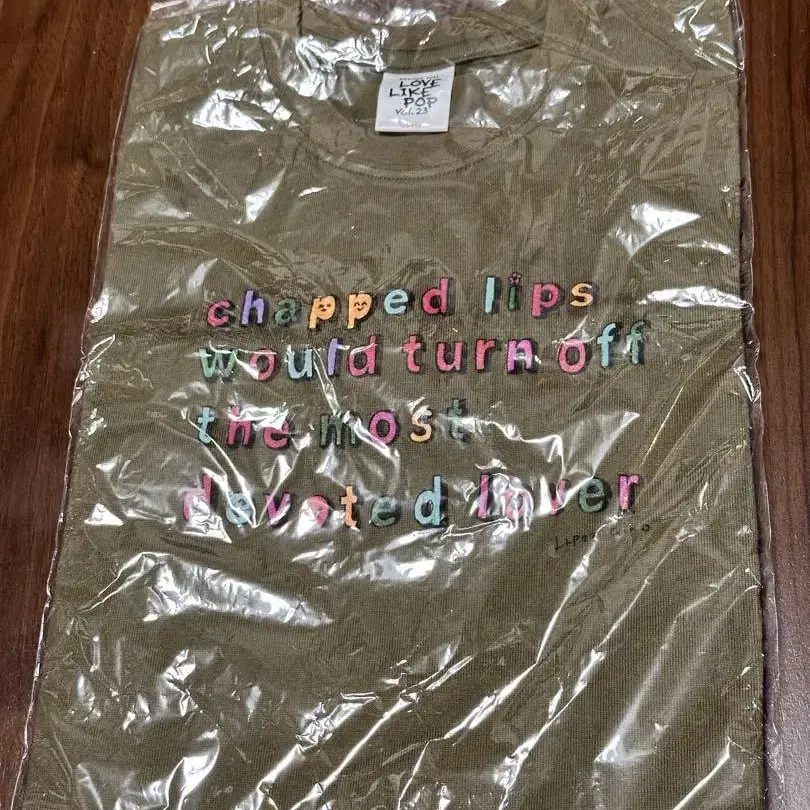 LOVE
LIKE
POP
Vol.23
chapped lips
would turn off
the most
devoted lover